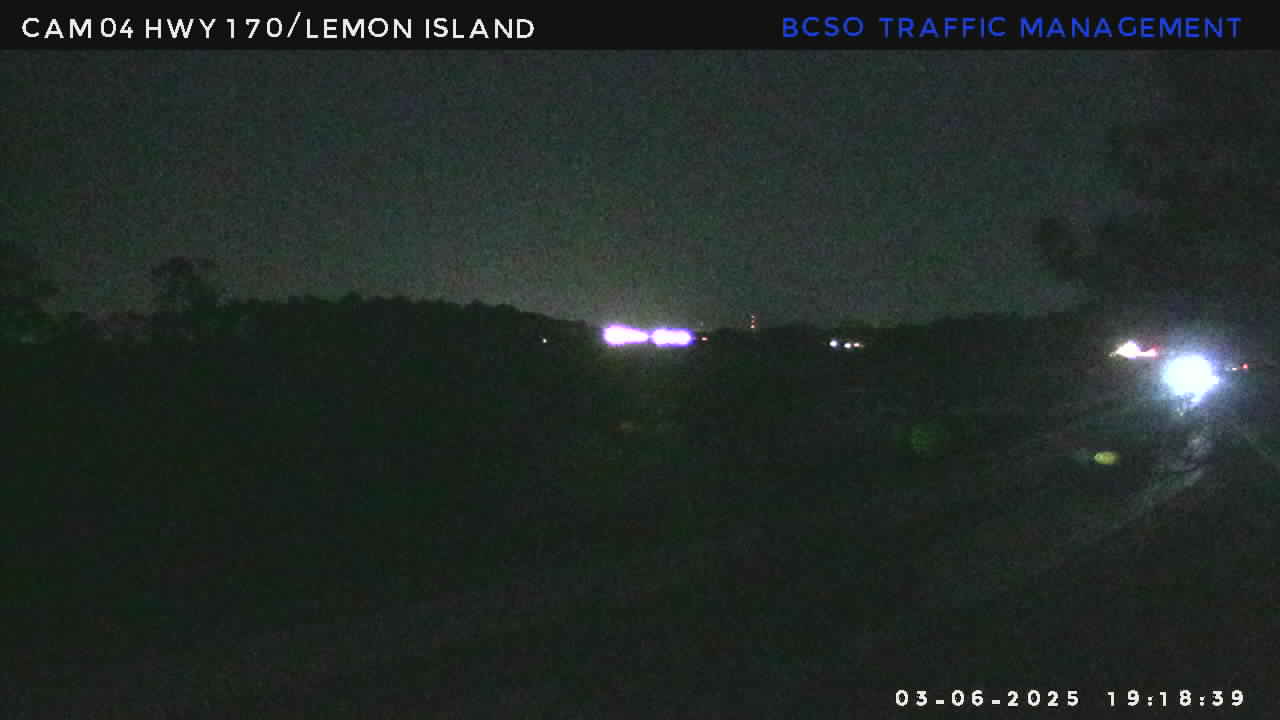 CAM04 HWY 170/LEMON ISLAND
BCSO TRAFFIC MANAGEMENT
03-06-2025 19:18:39